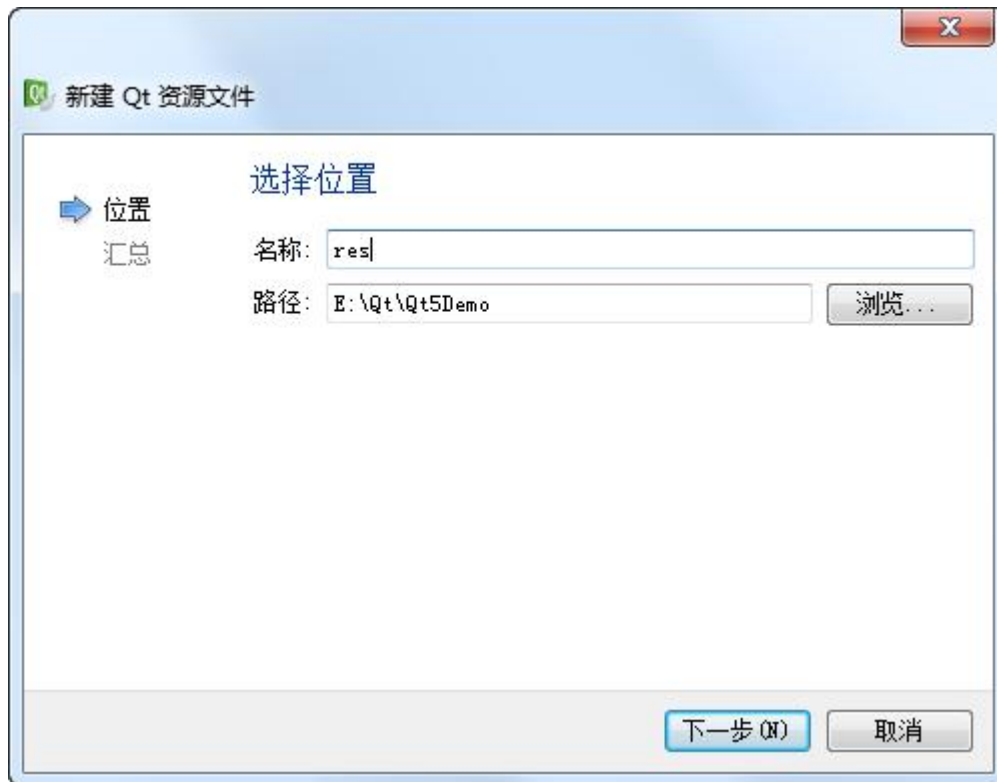 新建 Qt 资源文件
位置
汇总
选择位置
名称: res
路径: E:\Qt\Qt5Demo 浏览...
下一步(N) 取消